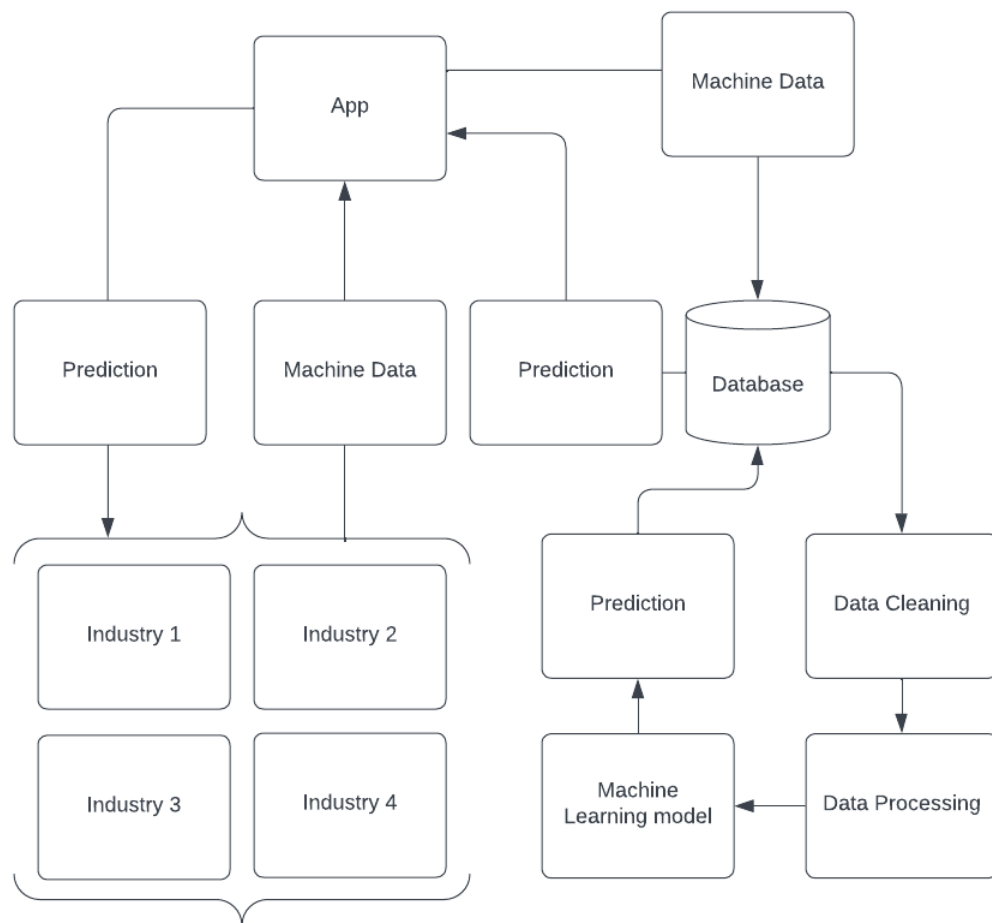 App
Machine Data
Prediction
Machine Data
Prediction
Database
Prediction
Data Cleaning
Industry 1
Industry 2
Industry 3
Industry 4
Machine
Learning model
Data Processing